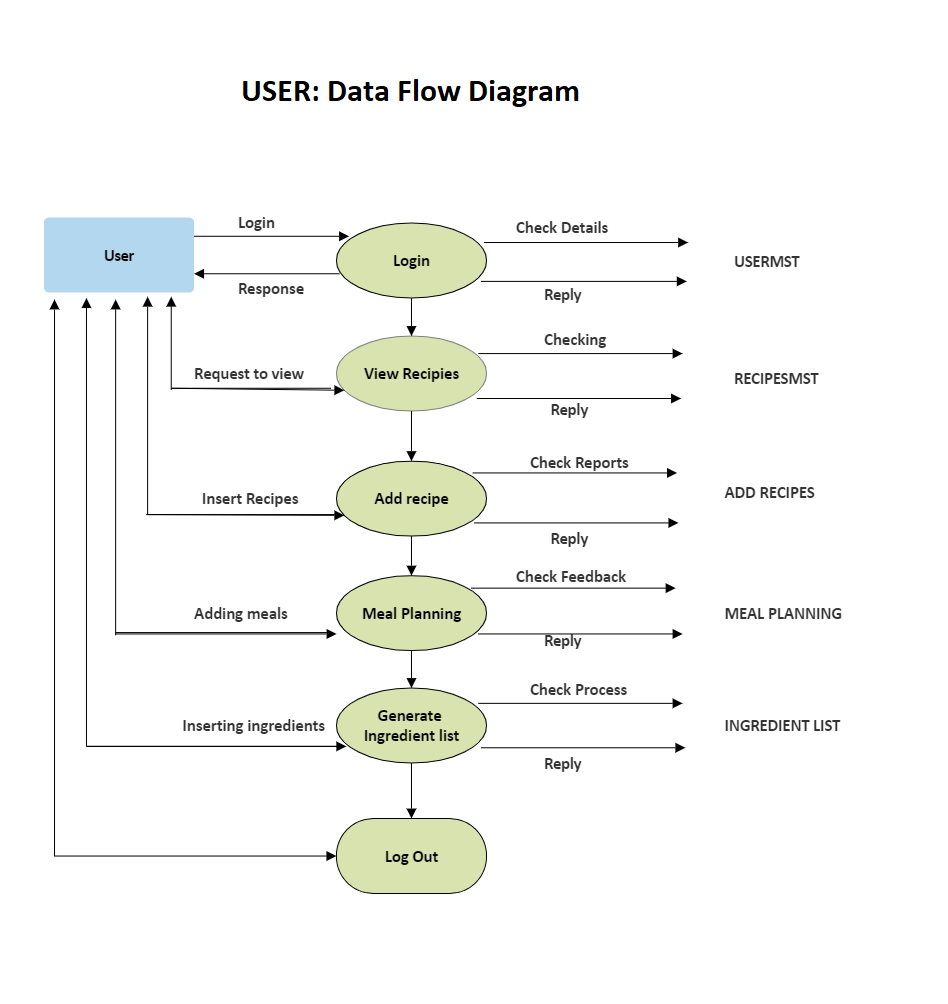 USER: Data Flow Diagram
Login
Check Details
User
Login
USERMST
Response
Reply
Checking
Request to view
View Recipies
RECIPESMST
Reply
Check Reports
Insert Recipes
Add recipe
ADD RECIPES
Reply
Check Feedback
Adding meals
Meal Planning
MEAL PLANNING
Reply
Check Process
Inserting ingredients
Generate
Ingredient list
INGREDIENT LIST
Reply
Log Out